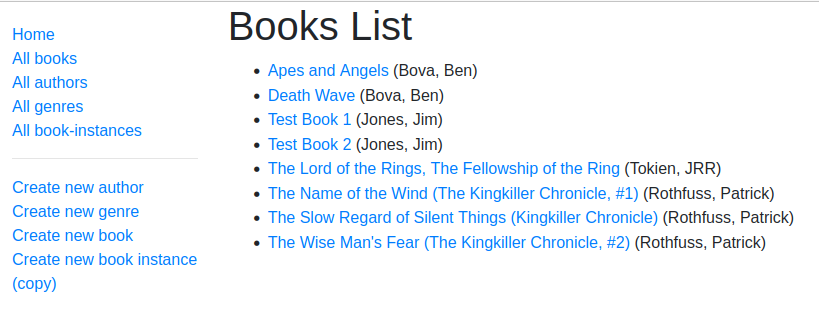 Home
All books
All authors
All genres
All book-instances
Create new author
Create new genre
Create new book
Create new book instance
(copy)
Books List
Apes and Angels (Bova, Ben)
Death Wave (Bova, Ben)
Test Book 1 (Jones, Jim)
Test Book 2 (Jones, Jim)
The Lord of the Rings, The Fellowship of the Ring (Tokien, JRR)
The Name of the Wind (The Kingkiller Chronicle, #1) (Rothfuss, Patrick)
The Slow Regard of Silent Things (Kingkiller Chronicle) (Rothfuss, Patrick)
The Wise Man's Fear (The Kingkiller Chronicle, #2) (Rothfuss, Patrick)